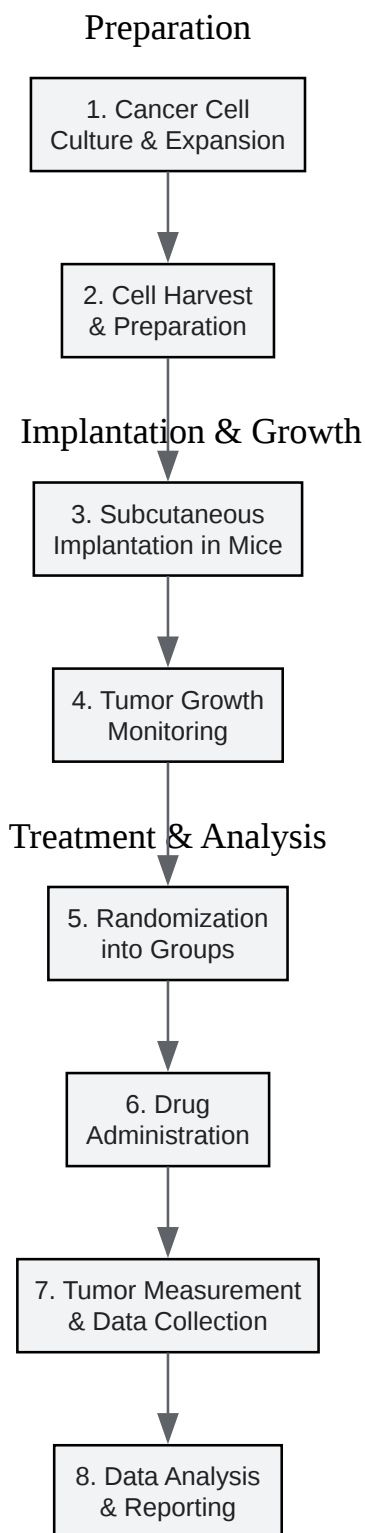 Preparation
1. Cancer Cell
Culture & Expansion
2. Cell Harvest
& Preparation
Implantation & Growth
3. Subcutaneous
Implantation in Mice
4. Tumor Growth
Monitoring
Treatment & Analysis
5. Randomization
into Groups
6. Drug
Administration
7. Tumor Measurement
& Data Collection
8. Data Analysis
& Reporting